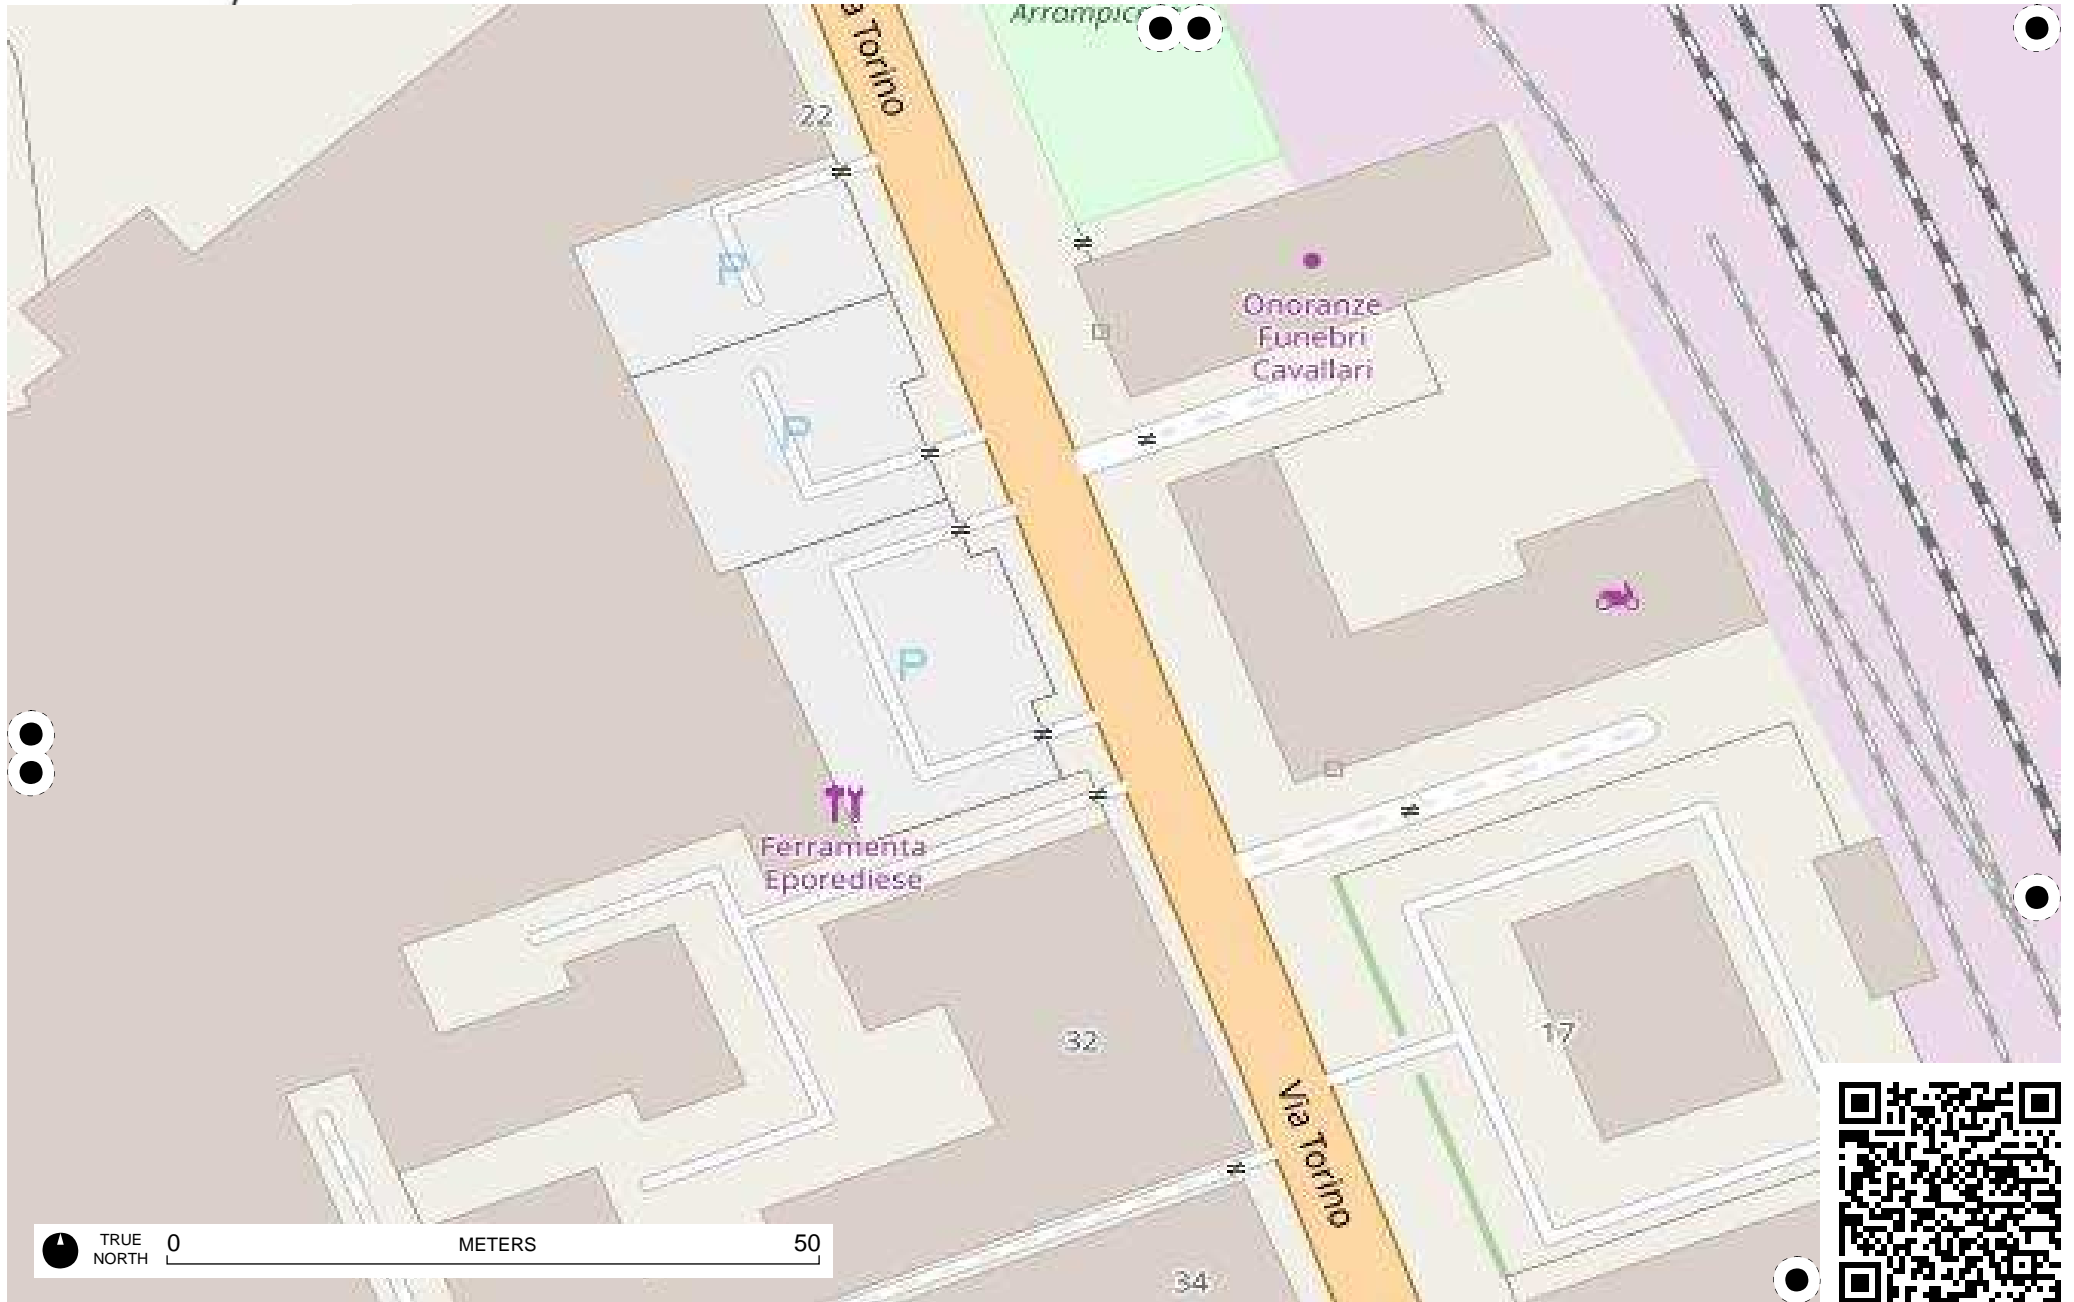 Arrampic
a Torino
22
P
Onoranze
Funebri
Cavallari
P
P
Ferramenta
Eporediese
32
17
Via Torino
34
TRUE
NORTH
0 METERS 50